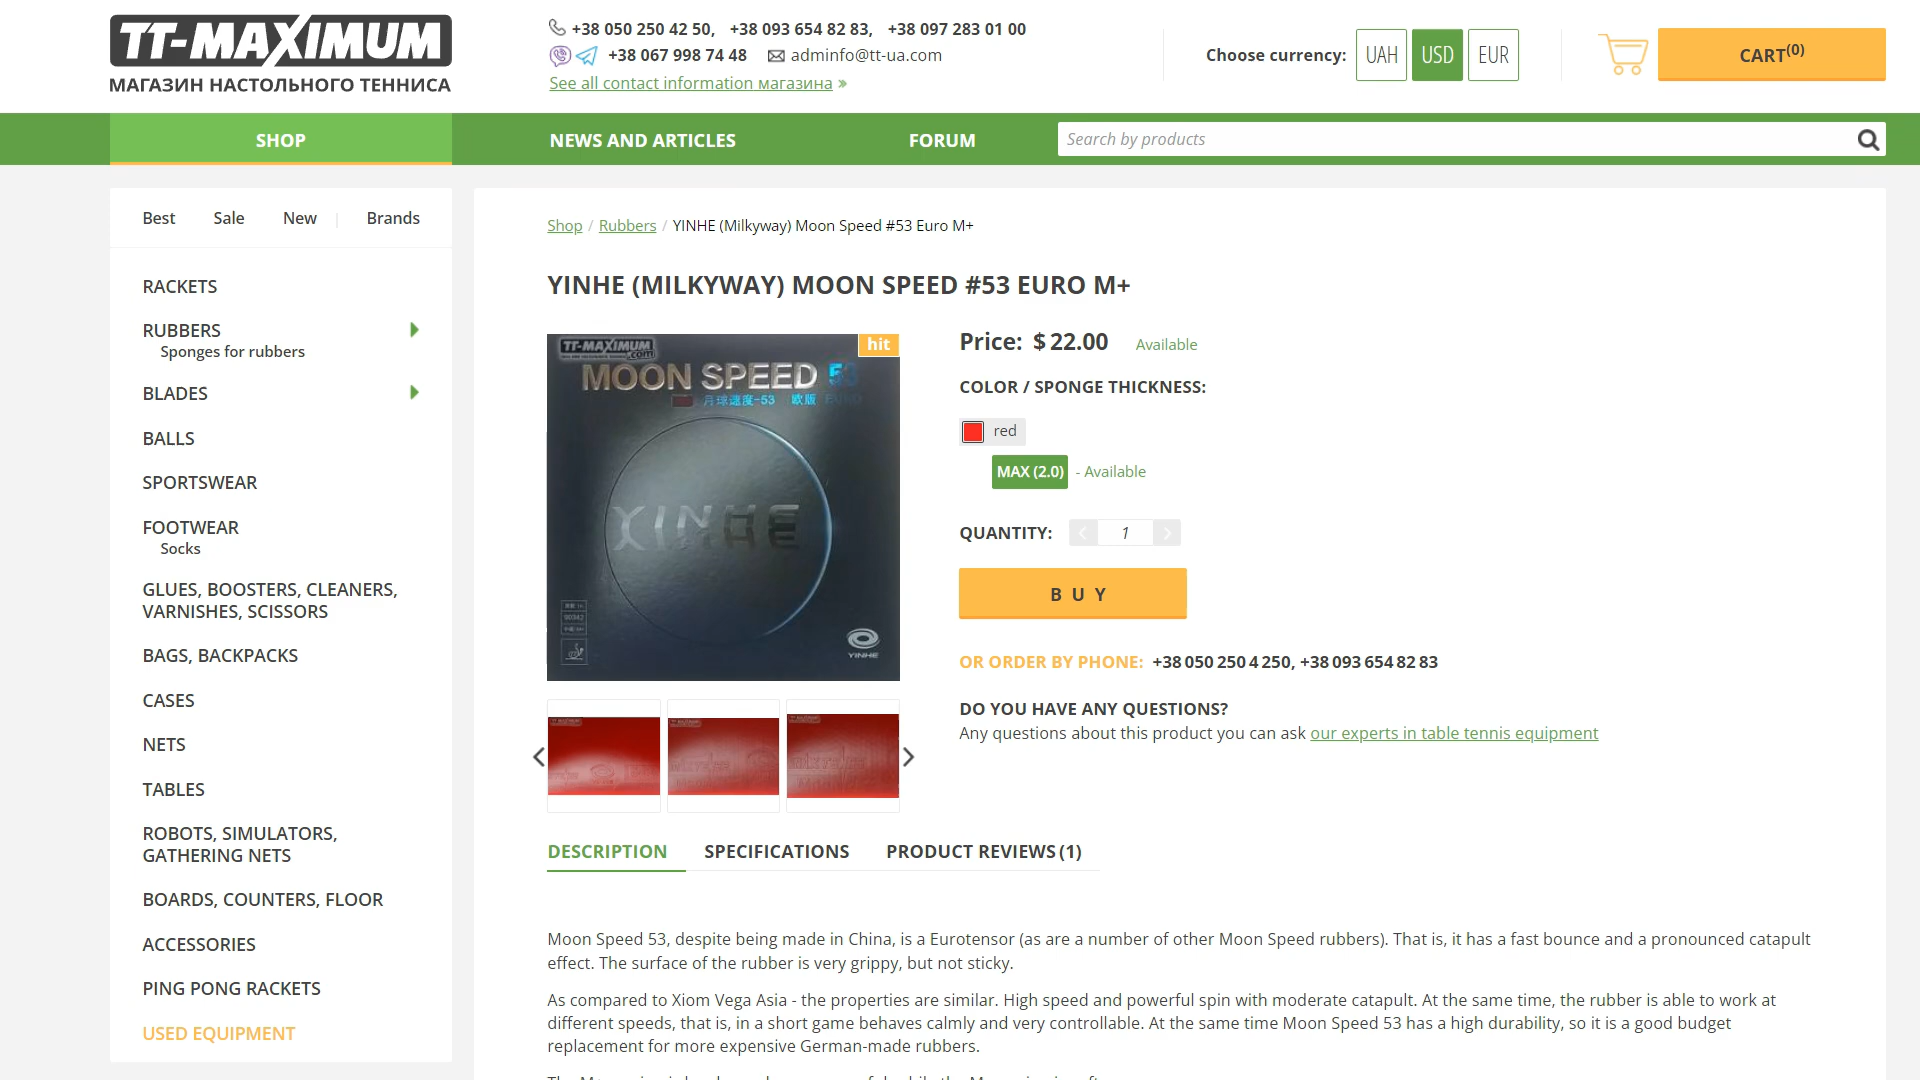 TT-MAXIMUM
МАГАЗИН НАСТОЛЬНОГО ТЕННИСА
+38 050 250 42 50, +38 093 654 82 83, +38 097 283 01 00
+38 067 998 74 48 adminfo@tt-ua.com
See all contact information магазина »
Choose currency: UAH USD EUR
CART(0)
SHOP
NEWS AND ARTICLES
FORUM
Search by products
Best Sale New Brands
RACKETS
RUBBERS
Sponges for rubbers
BLADES
BALLS
SPORTSWEAR
FOOTWEAR
Socks
GLUES, BOOSTERS, CLEANERS,
VARNISHES, SCISSORS
BAGS, BACKPACKS
CASES
NETS
TABLES
ROBOTS, SIMULATORS,
GATHERING NETS
BOARDS, COUNTERS, FLOOR
ACCESSORIES
PING PONG RACKETS
USED EQUIPMENT
Shop / Rubbers / YINHE (Milkyway) Moon Speed #53 Euro M+
YINHE (MILKYWAY) MOON SPEED #53 EURO M+
TT-MAXIMUM
.com
hit
MOON SPEED 53
月球速度-53 欧版 EURO
YINHE
YINHE
Price: $ 22.00 Available
COLOR / SPONGE THICKNESS:
red
MAX (2.0) - Available
QUANTITY: 1
BUY
OR ORDER BY PHONE: +38 050 250 4 250, +38 093 654 82 83
DO YOU HAVE ANY QUESTIONS?
Any questions about this product you can ask our experts in table tennis equipment
DESCRIPTION SPECIFICATIONS PRODUCT REVIEWS (1)
Moon Speed 53, despite being made in China, is a Eurotensor (as are a number of other Moon Speed rubbers). That is, it has a fast bounce and a pronounced catapult
effect. The surface of the rubber is very grippy, but not sticky.
As compared to Xiom Vega Asia - the properties are similar. High speed and powerful spin with moderate catapult. At the same time, the rubber is able to work at
different speeds, that is, in a short game behaves calmly and very controllable. At the same time Moon Speed 53 has a high durability, so it is a good budget
replacement for more expensive German-made rubbers.